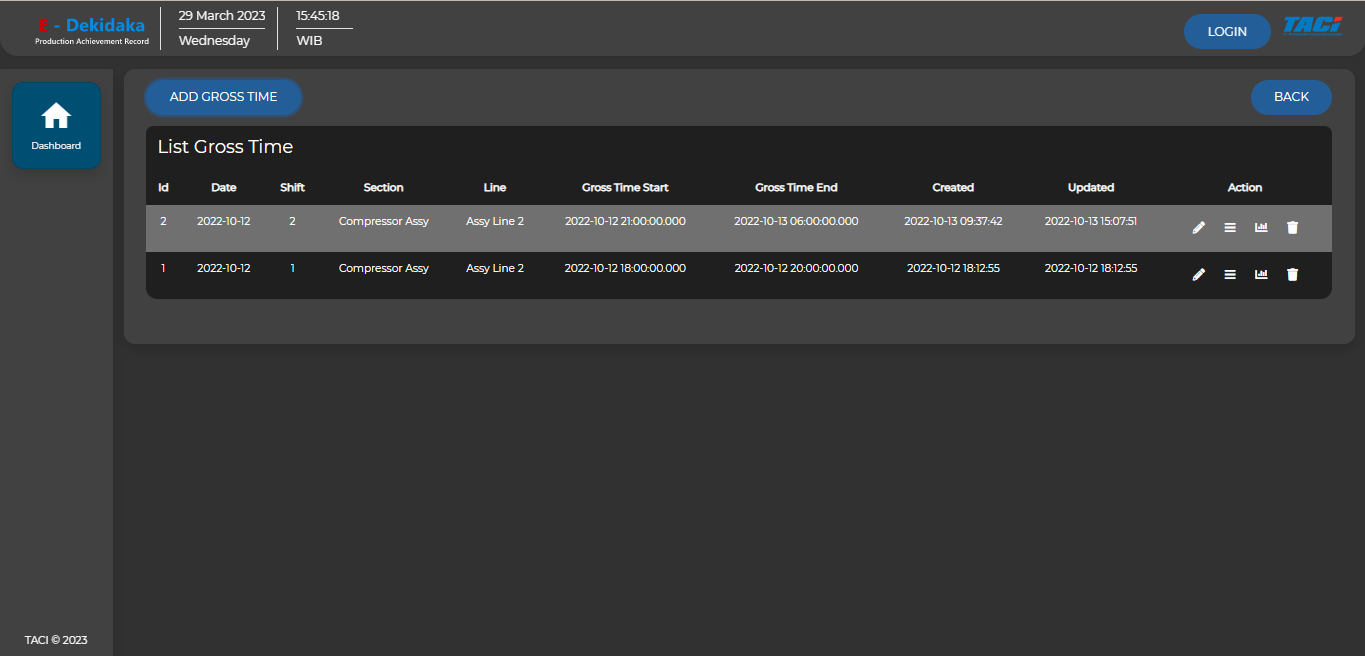 E - Dekidaka
Production Achievement Record
29 March 2023
Wednesday
15:45:18
WIB
LOGIN
TACI
Dashboard
ADD GROSS TIME
BACK
List Gross Time
Id Date Shift Section Line Gross Time Start Gross Time End Created Updated Action
2 2022-10-12 2 Compressor Assy Assy Line 2 2022-10-12 21:00:00.000 2022-10-13 06:00:00.000 2022-10-13 09:37:42 2022-10-13 15:07:51
1 2022-10-12 1 Compressor Assy Assy Line 2 2022-10-12 18:00:00.000 2022-10-12 20:00:00.000 2022-10-12 18:12:55 2022-10-12 18:12:55
TACI © 2023